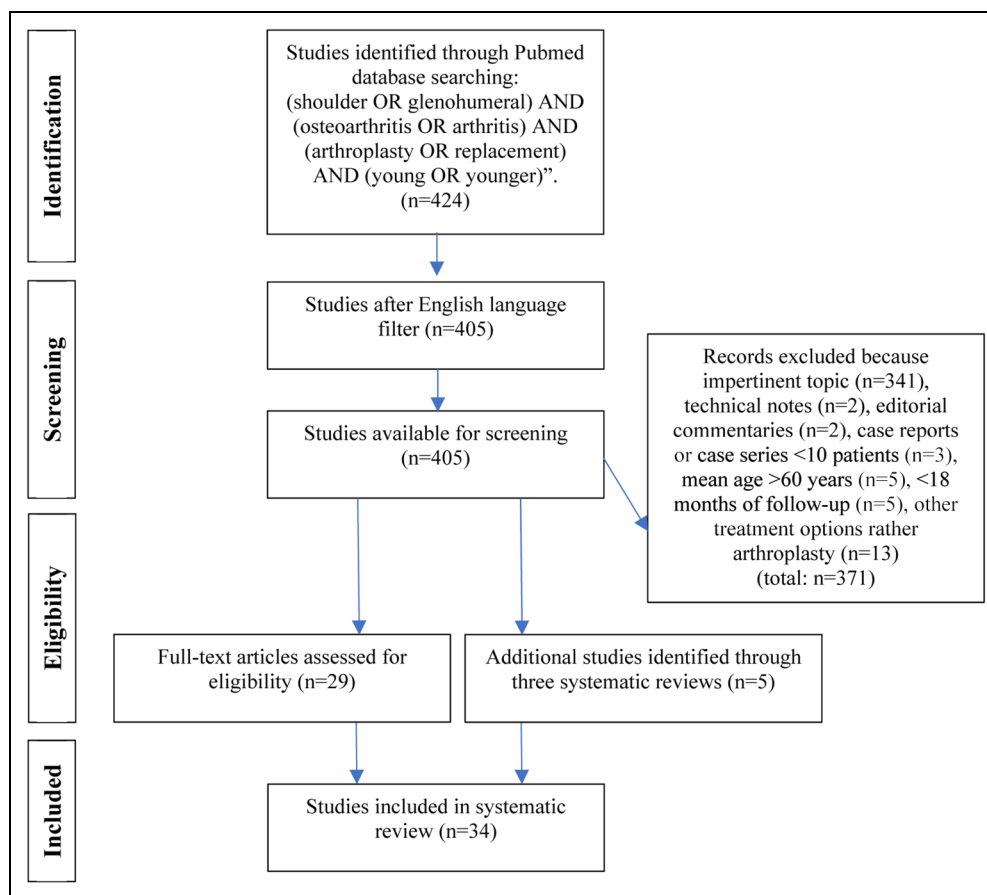 Identification
Studies identified through Pubmed
database searching:
(shoulder OR glenohumeral) AND
(osteoarthritis OR arthritis) AND
(arthroplasty OR replacement)
AND (young OR younger)”.
(n=424)
Screening
Studies after English language
filter (n=405)
Studies available for screening
(n=405)
Records excluded because
impertinent topic (n=341),
technical notes (n=2), editorial
commentaries (n=2), case reports
or case series <10 patients (n=3),
mean age >60 years (n=5), <18
months of follow-up (n=5), other
treatment options rather
arthroplasty (n=13)
(total: n=371)
Eligibility
Full-text articles assessed for
eligibility (n=29)
Additional studies identified through
three systematic reviews (n=5)
Included
Studies included in systematic
review (n=34)